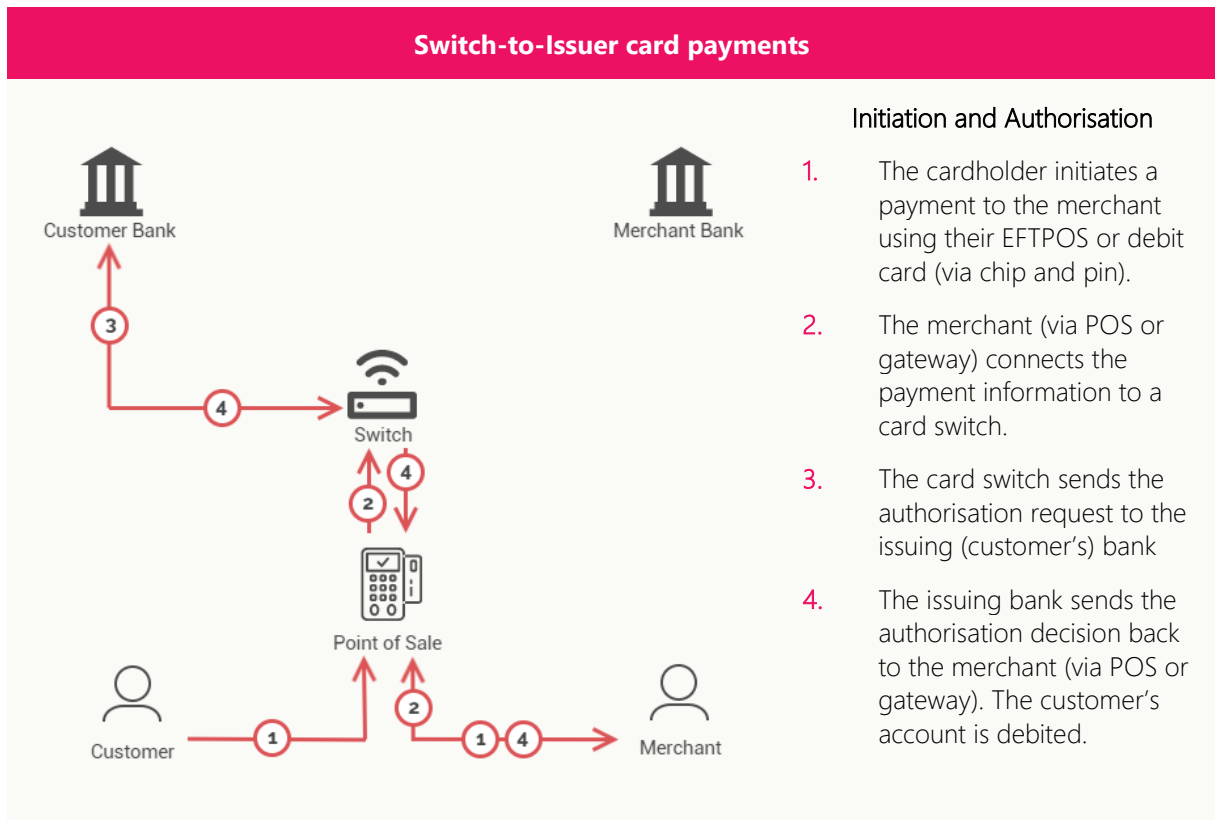 Switch-to-Issuer card payments
Customer Bank
Merchant Bank
3
4
Switch
4
2
Point of Sale
2
1
1
4
Customer
Merchant
Initiation and Authorisation
1. The cardholder initiates a
payment to the merchant
using their EFTPOS or debit
card (via chip and pin).
2. The merchant (via POS or
gateway) connects the
payment information to a
card switch.
3. The card switch sends the
authorisation request to the
issuing (customer’s) bank
4. The issuing bank sends the
authorisation decision back
to the merchant (via POS or
gateway). The customer’s
account is debited.